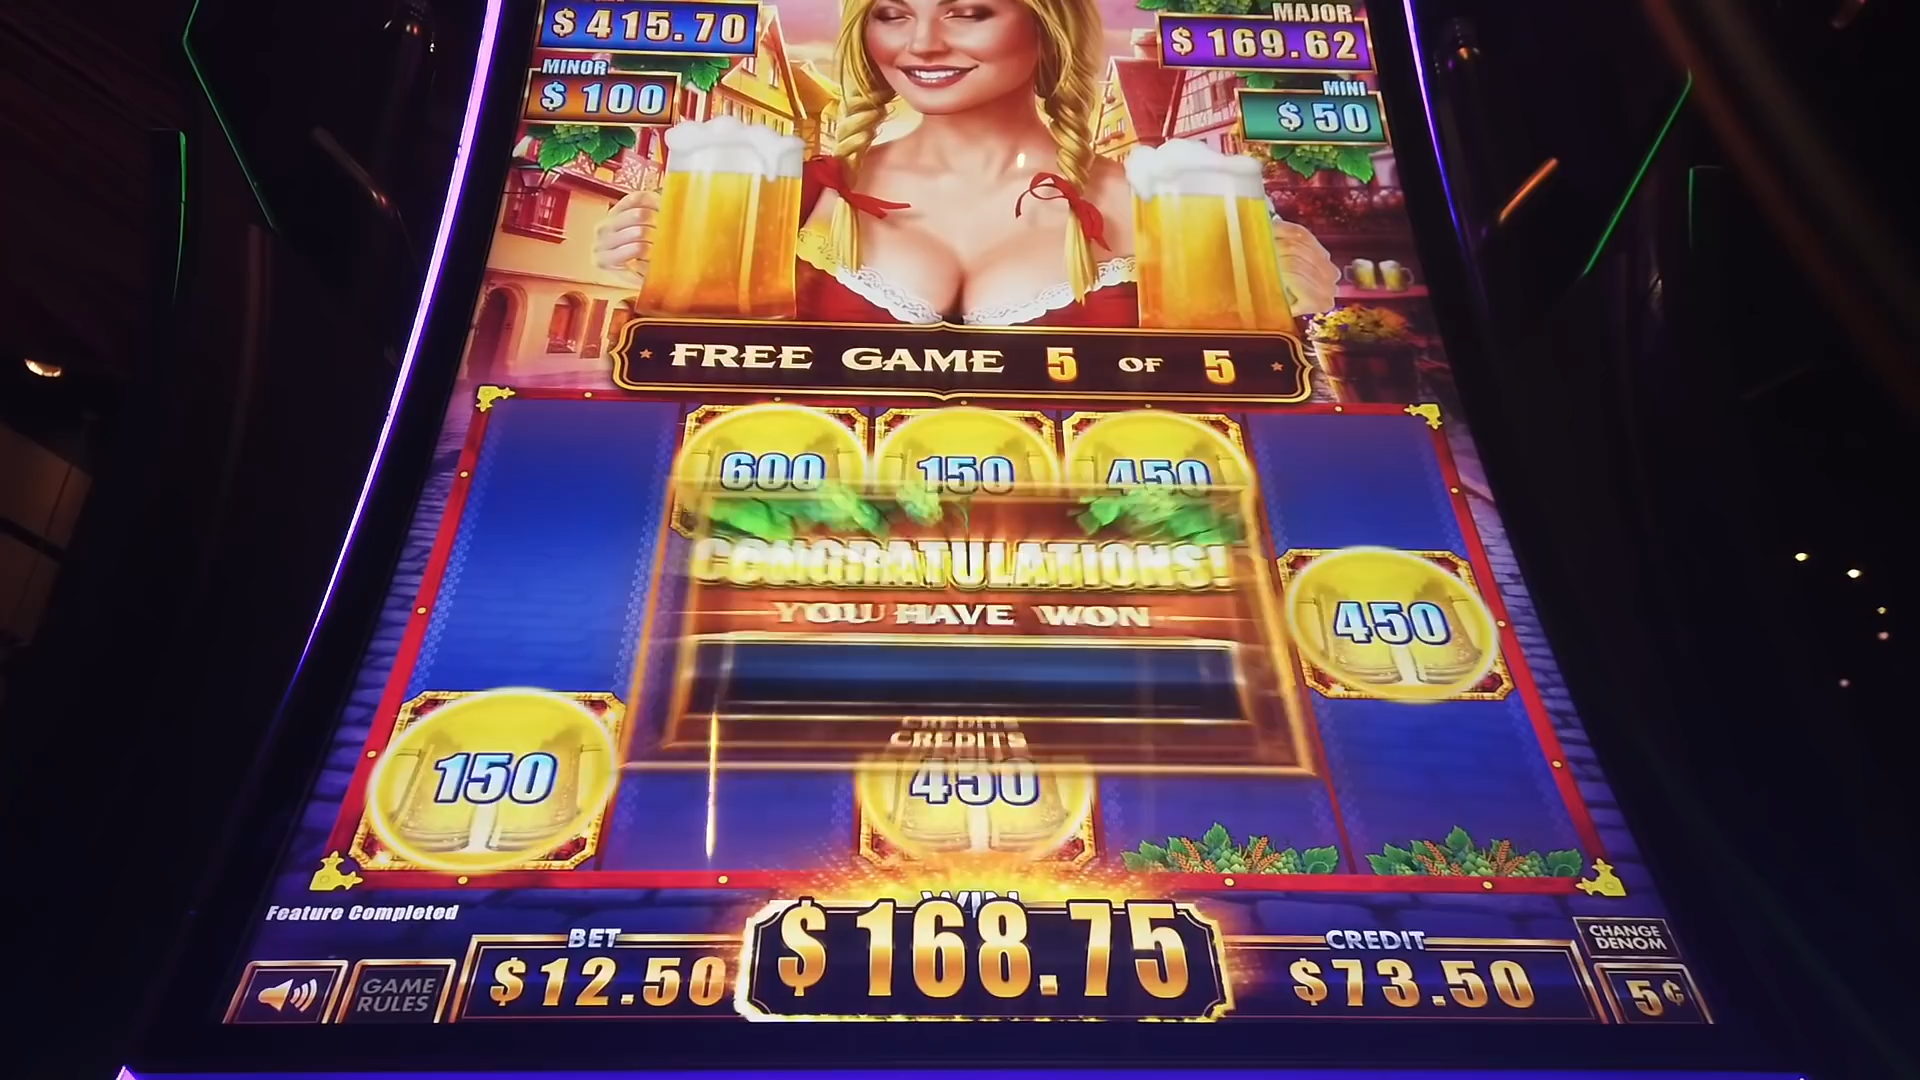 $415.70
MAJOR
$169.62
MINOR
$100
MINI
$50
FREE GAME 5 OF 5
600
150
450
CONGRATULATIONS!
YOU HAVE WON
450
CREDITS
150
450
Feature Completed
WIN
$168.75
BET
$12.50
CREDIT
$73.50
CHANGE
DENOM
5¢
GAME
RULES